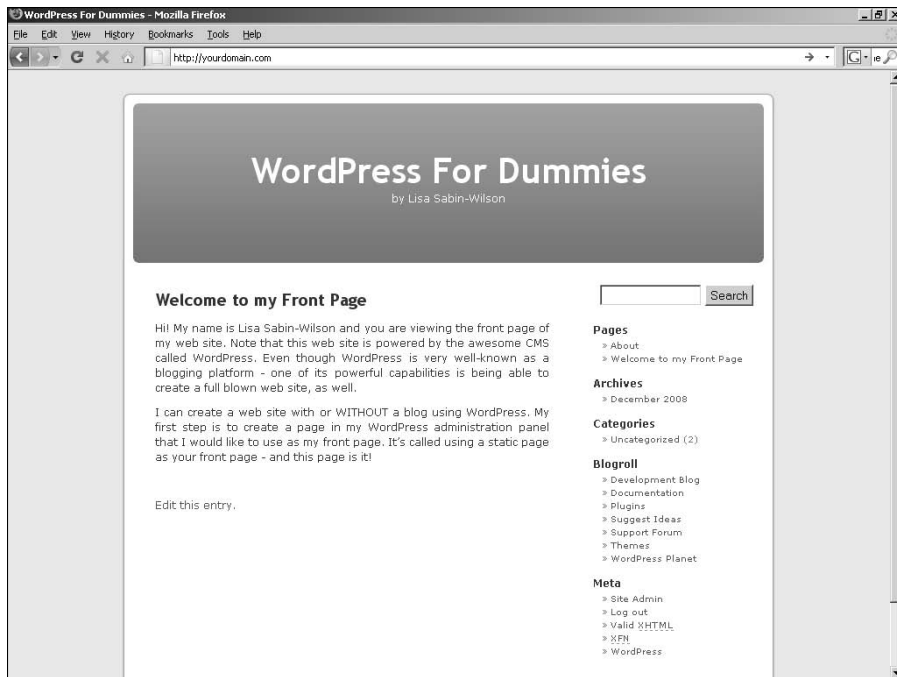 WordPress For Dummies - Mozilla Firefox
File Edit View History Bookmarks Tools Help
http://yourdomain.com
G
WordPress For Dummies
by Lisa Sabin-Wilson
Welcome to my Front Page
Hi! My name is Lisa Sabin-Wilson and you are viewing the front page of
my web site. Note that this web site is powered by the awesome CMS
called WordPress. Even though WordPress is very well-known as a
blogging platform - one of its powerful capabilities is being able to
create a full blown web site, as well.
I can create a web site with or WITHOUT a blog using WordPress. My
first step is to create a page in my WordPress administration panel
that I would like to use as my front page. It's called using a static page
as your front page - and this page is it!
Edit this entry.
Search
Pages
» About
» Welcome to my Front Page
Archives
» December 2008
Categories
» Uncategorized (2)
Blogroll
» Development Blog
» Documentation
» Plugins
» Suggest Ideas
» Support Forum
» Themes
» WordPress Planet
Meta
» Site Admin
» Log out
» Valid XHTML
» XFN
» WordPress